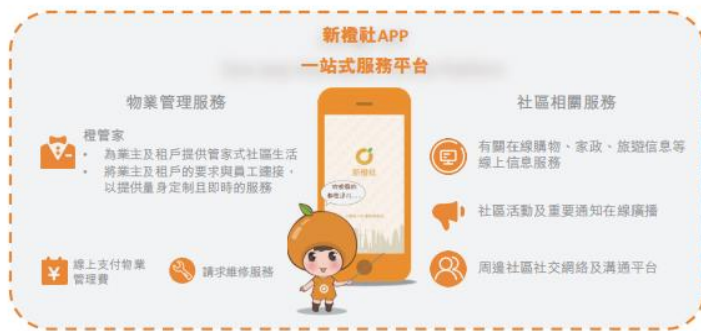 新橙社APP
一站式服務平台
物業管理服務
橙管家
• 為業主及租戶提供管家式社區生活
• 將業主及租戶的要求與員工連接，
以提供量身定制且即時的服務
線上支付物業
管理費
請求維修服務
新橙社
社區相關服務
有關在線購物、家政、旅遊信息等
線上信息服務
社區活動及重要通知在線廣播
周邊社區社交網絡及溝通平台